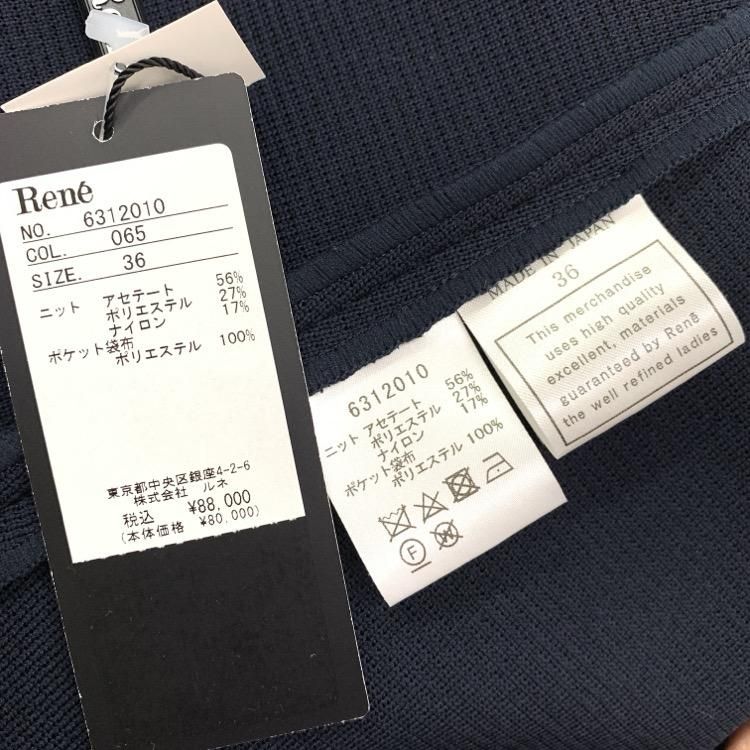 René
NO. 6312010
COL. 065
SIZE. 36
ニット アセテート 56%
ポリエステル 27%
ナイロン 17%
ポケット袋布
ポリエステル 100%
東京都中央区銀座4-2-6
株式会社 ルネ
税込 ¥88,000
(本体価格 ¥80,000)
6312010
ニット アセテート 56%
ポリエステル 27%
ナイロン 17%
ポケット袋布
ポリエステル 100%
F
W
MADE IN JAPAN
36
This merchandise
uses high quality
excellent, materials
guaranteed by René
the well refined ladies